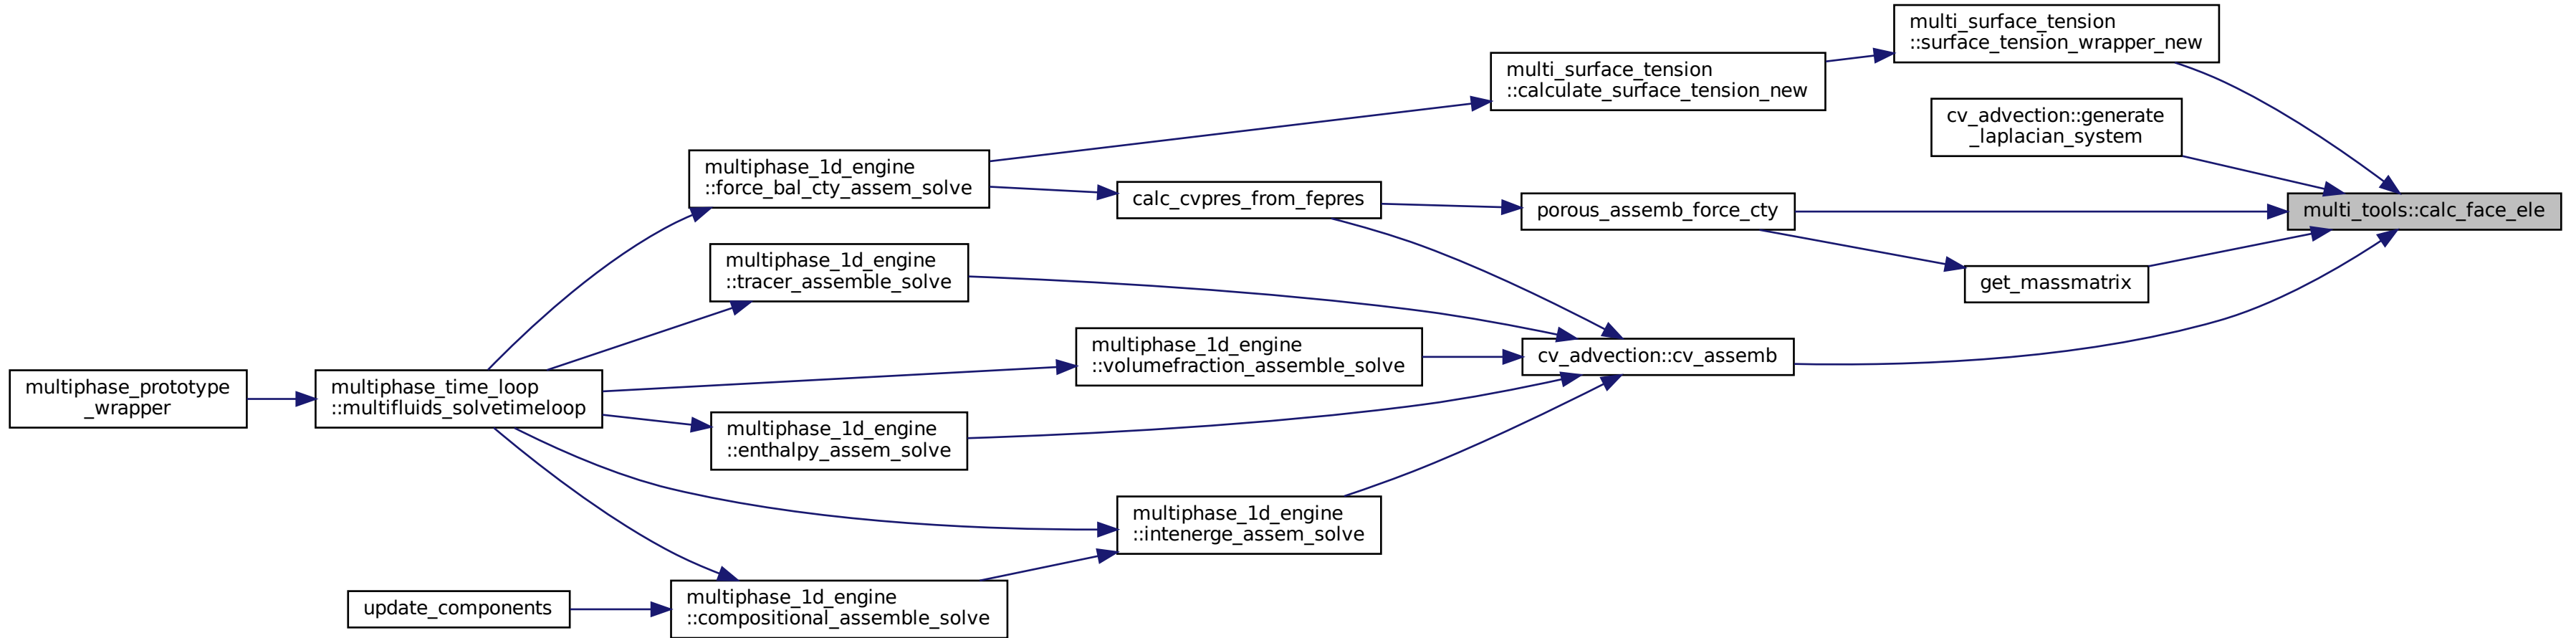 multi_surface_tension
::surface_tension_wrapper_new
multi_surface_tension
::calculate_surface_tension_new
cv_advection::generate
_laplacian_system
multiphase_1d_engine
::force_bal_cty_assem_solve
calc_cvpres_from_fepres
porous_assemb_force_cty
multi_tools::calc_face_ele
multiphase_1d_engine
::tracer_assemble_solve
get_massmatrix
multiphase_1d_engine
::volumefraction_assemble_solve
cv_advection::cv_assemb
multiphase_prototype
_wrapper
multiphase_time_loop
::multifluids_solvetimeloop
multiphase_1d_engine
::enthalpy_assem_solve
multiphase_1d_engine
::intenerge_assem_solve
update_components
multiphase_1d_engine
::compositional_assemble_solve